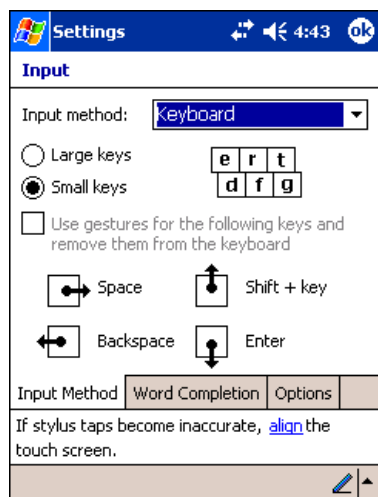 Settings 4:43 ok
Input
Input method: Keyboard
Large keys
e r t
Small keys
d f g
Use gestures for the following keys and
remove them from the keyboard
Space Shift + key
Backspace Enter
Input Method Word Completion Options
If stylus taps become inaccurate, align the
touch screen.